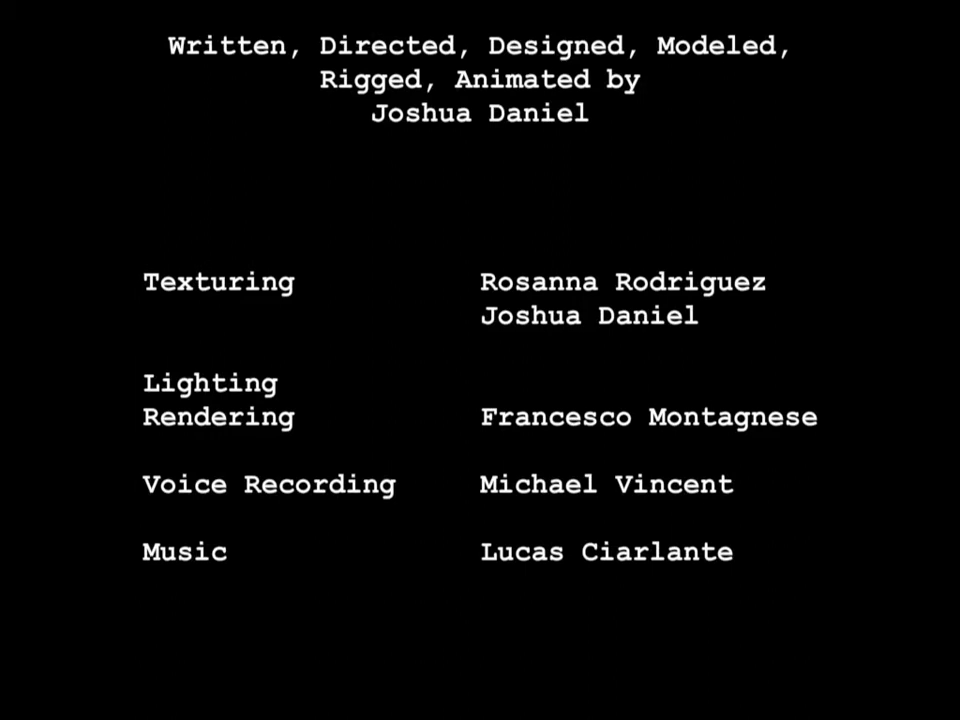 Written, Directed, Designed, Modeled,
Rigged, Animated by
Joshua Daniel
Texturing Rosanna Rodriguez
Joshua Daniel
Lighting
Rendering Francesco Montagnese
Voice Recording Michael Vincent
Music Lucas Ciarlante